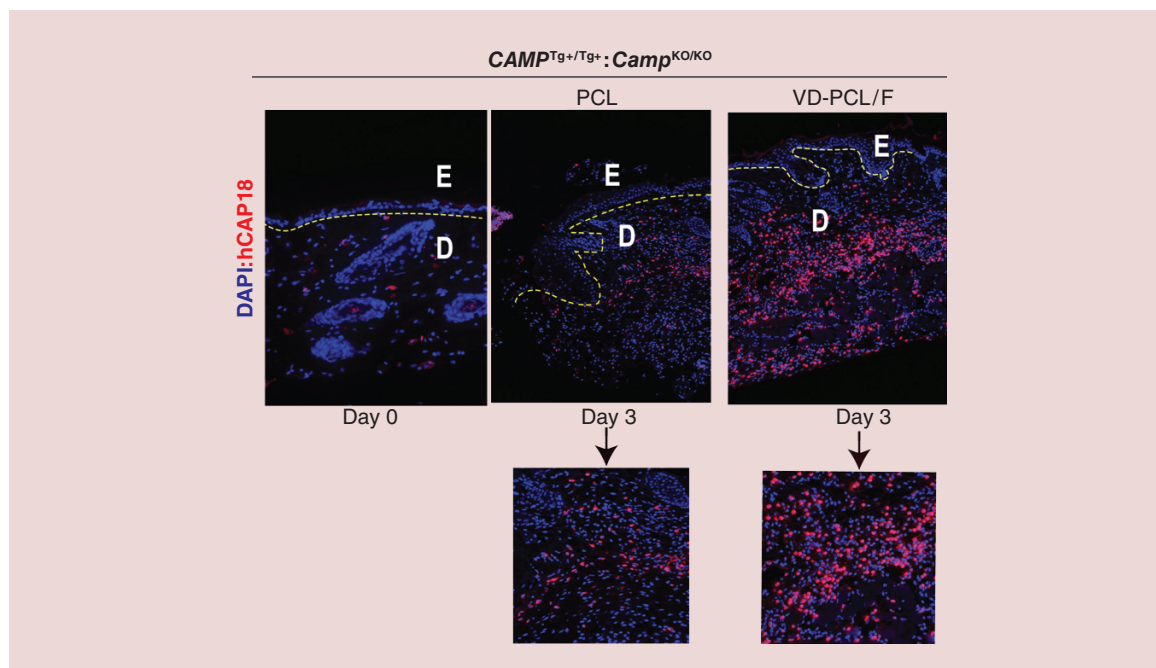 CAMPTg+/Tg+:CampKO/KO
PCL
VD-PCL/F
DAPI:hCAP18
E
D
E
D
E
D
Day 0
Day 3
Day 3